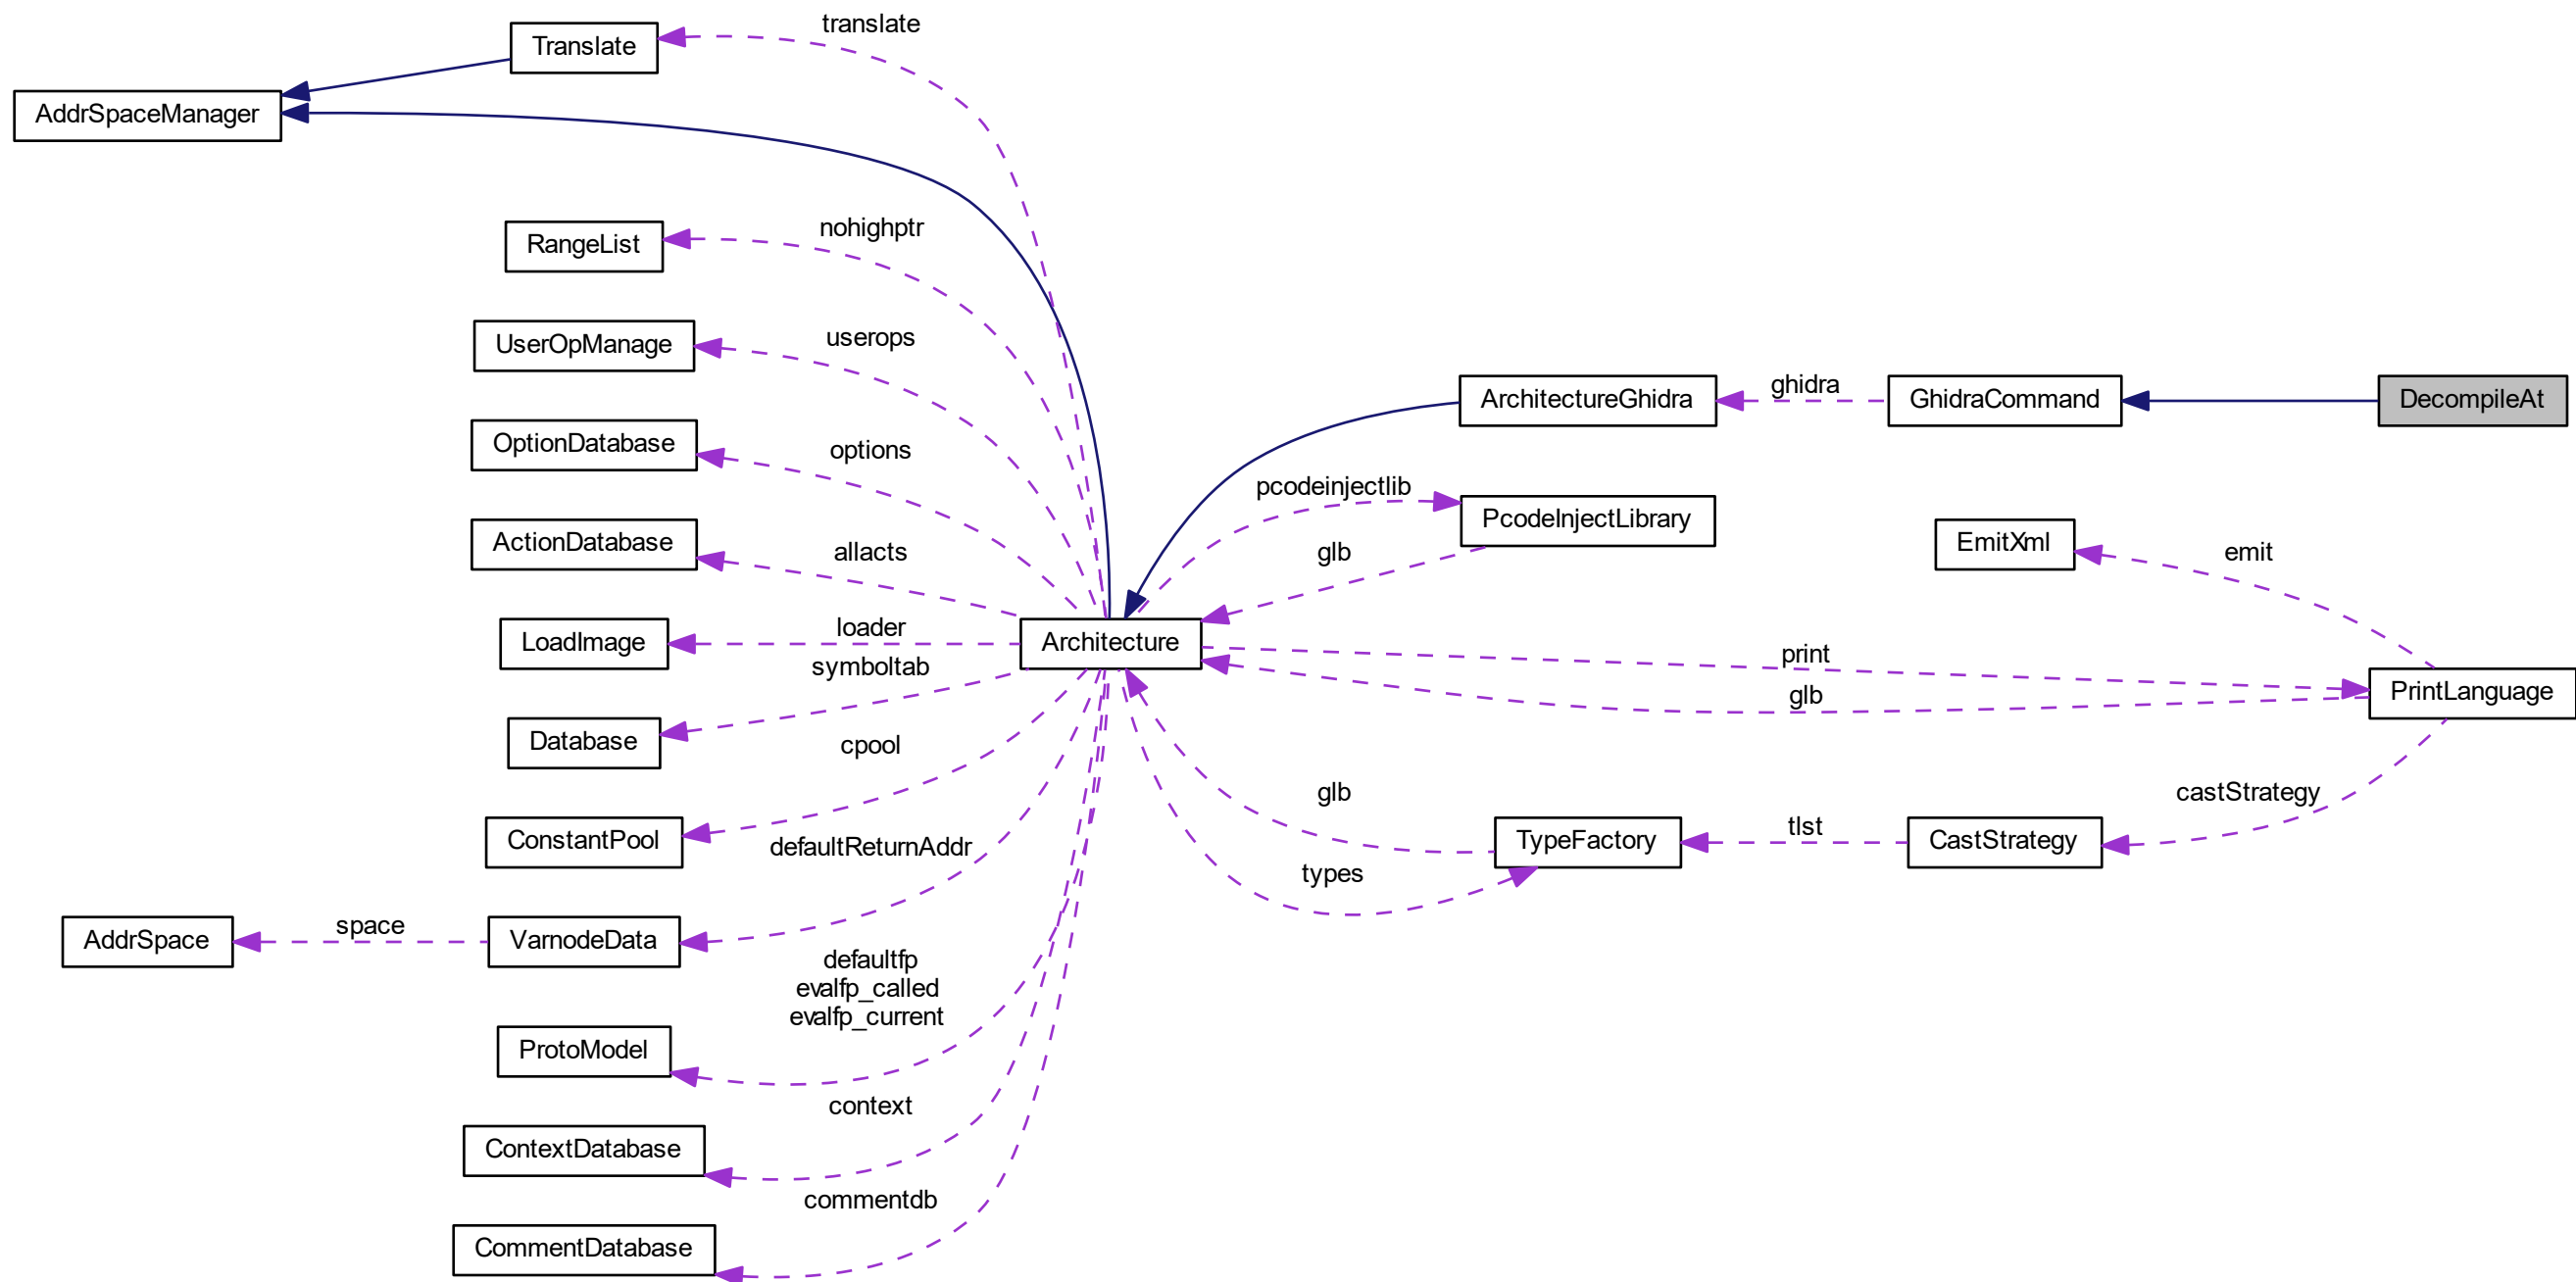 translate
Translate
AddrSpaceManager
nohighptr
RangeList
userops
UserOpManage
ghidra
ArchitectureGhidra
GhidraCommand
DecompileAt
options
OptionDatabase
pcodeinjectlib
PcodeInjectLibrary
allacts
ActionDatabase
glb
EmitXml
emit
loader
LoadImage
Architecture
print
symboltab
PrintLanguage
glb
Database
cpool
glb
castStrategy
types
tlst
ConstantPool
defaultReturnAddr
TypeFactory
CastStrategy
space
AddrSpace
VarnodeData
defaultfp
evalfp_called
evalfp_current
ProtoModel
context
ContextDatabase
commentdb
CommentDatabase